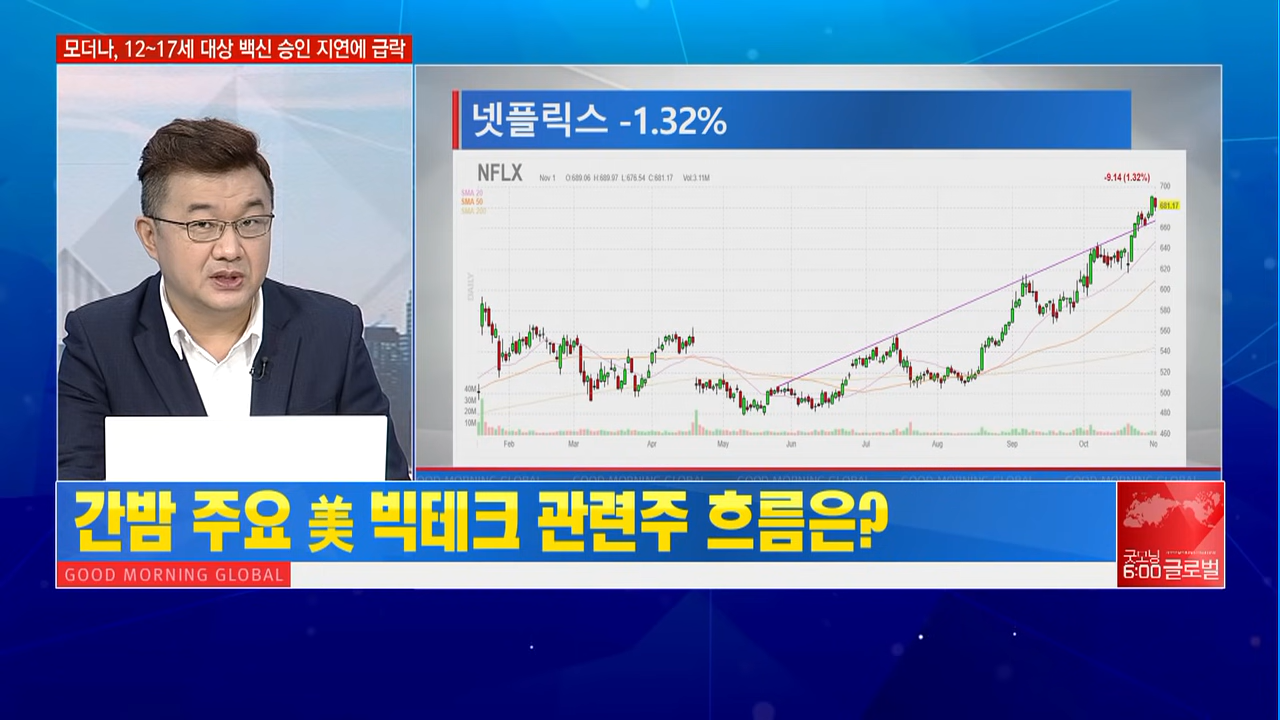 모더나, 12~17세 대상 백신 승인 지연에 급락
넷플릭스 -1.32%
NFLX Nov 1 O:689.06 H:689.97 L:676.54 C:681.17 Vol:3.11M
-9.14 (1.32%)
SMA 20
SMA 50
SMA 200
DAILY
700
681.17
660
640
620
600
580
560
540
520
500
480
460
40M
30M
20M
10M
Feb Mar Apr May Jun Jul Aug Sep Oct No
간밤 주요 美 빅테크 관련주 흐름은?
GOOD MORNING GLOBAL
굿모닝
6:00 글로벌